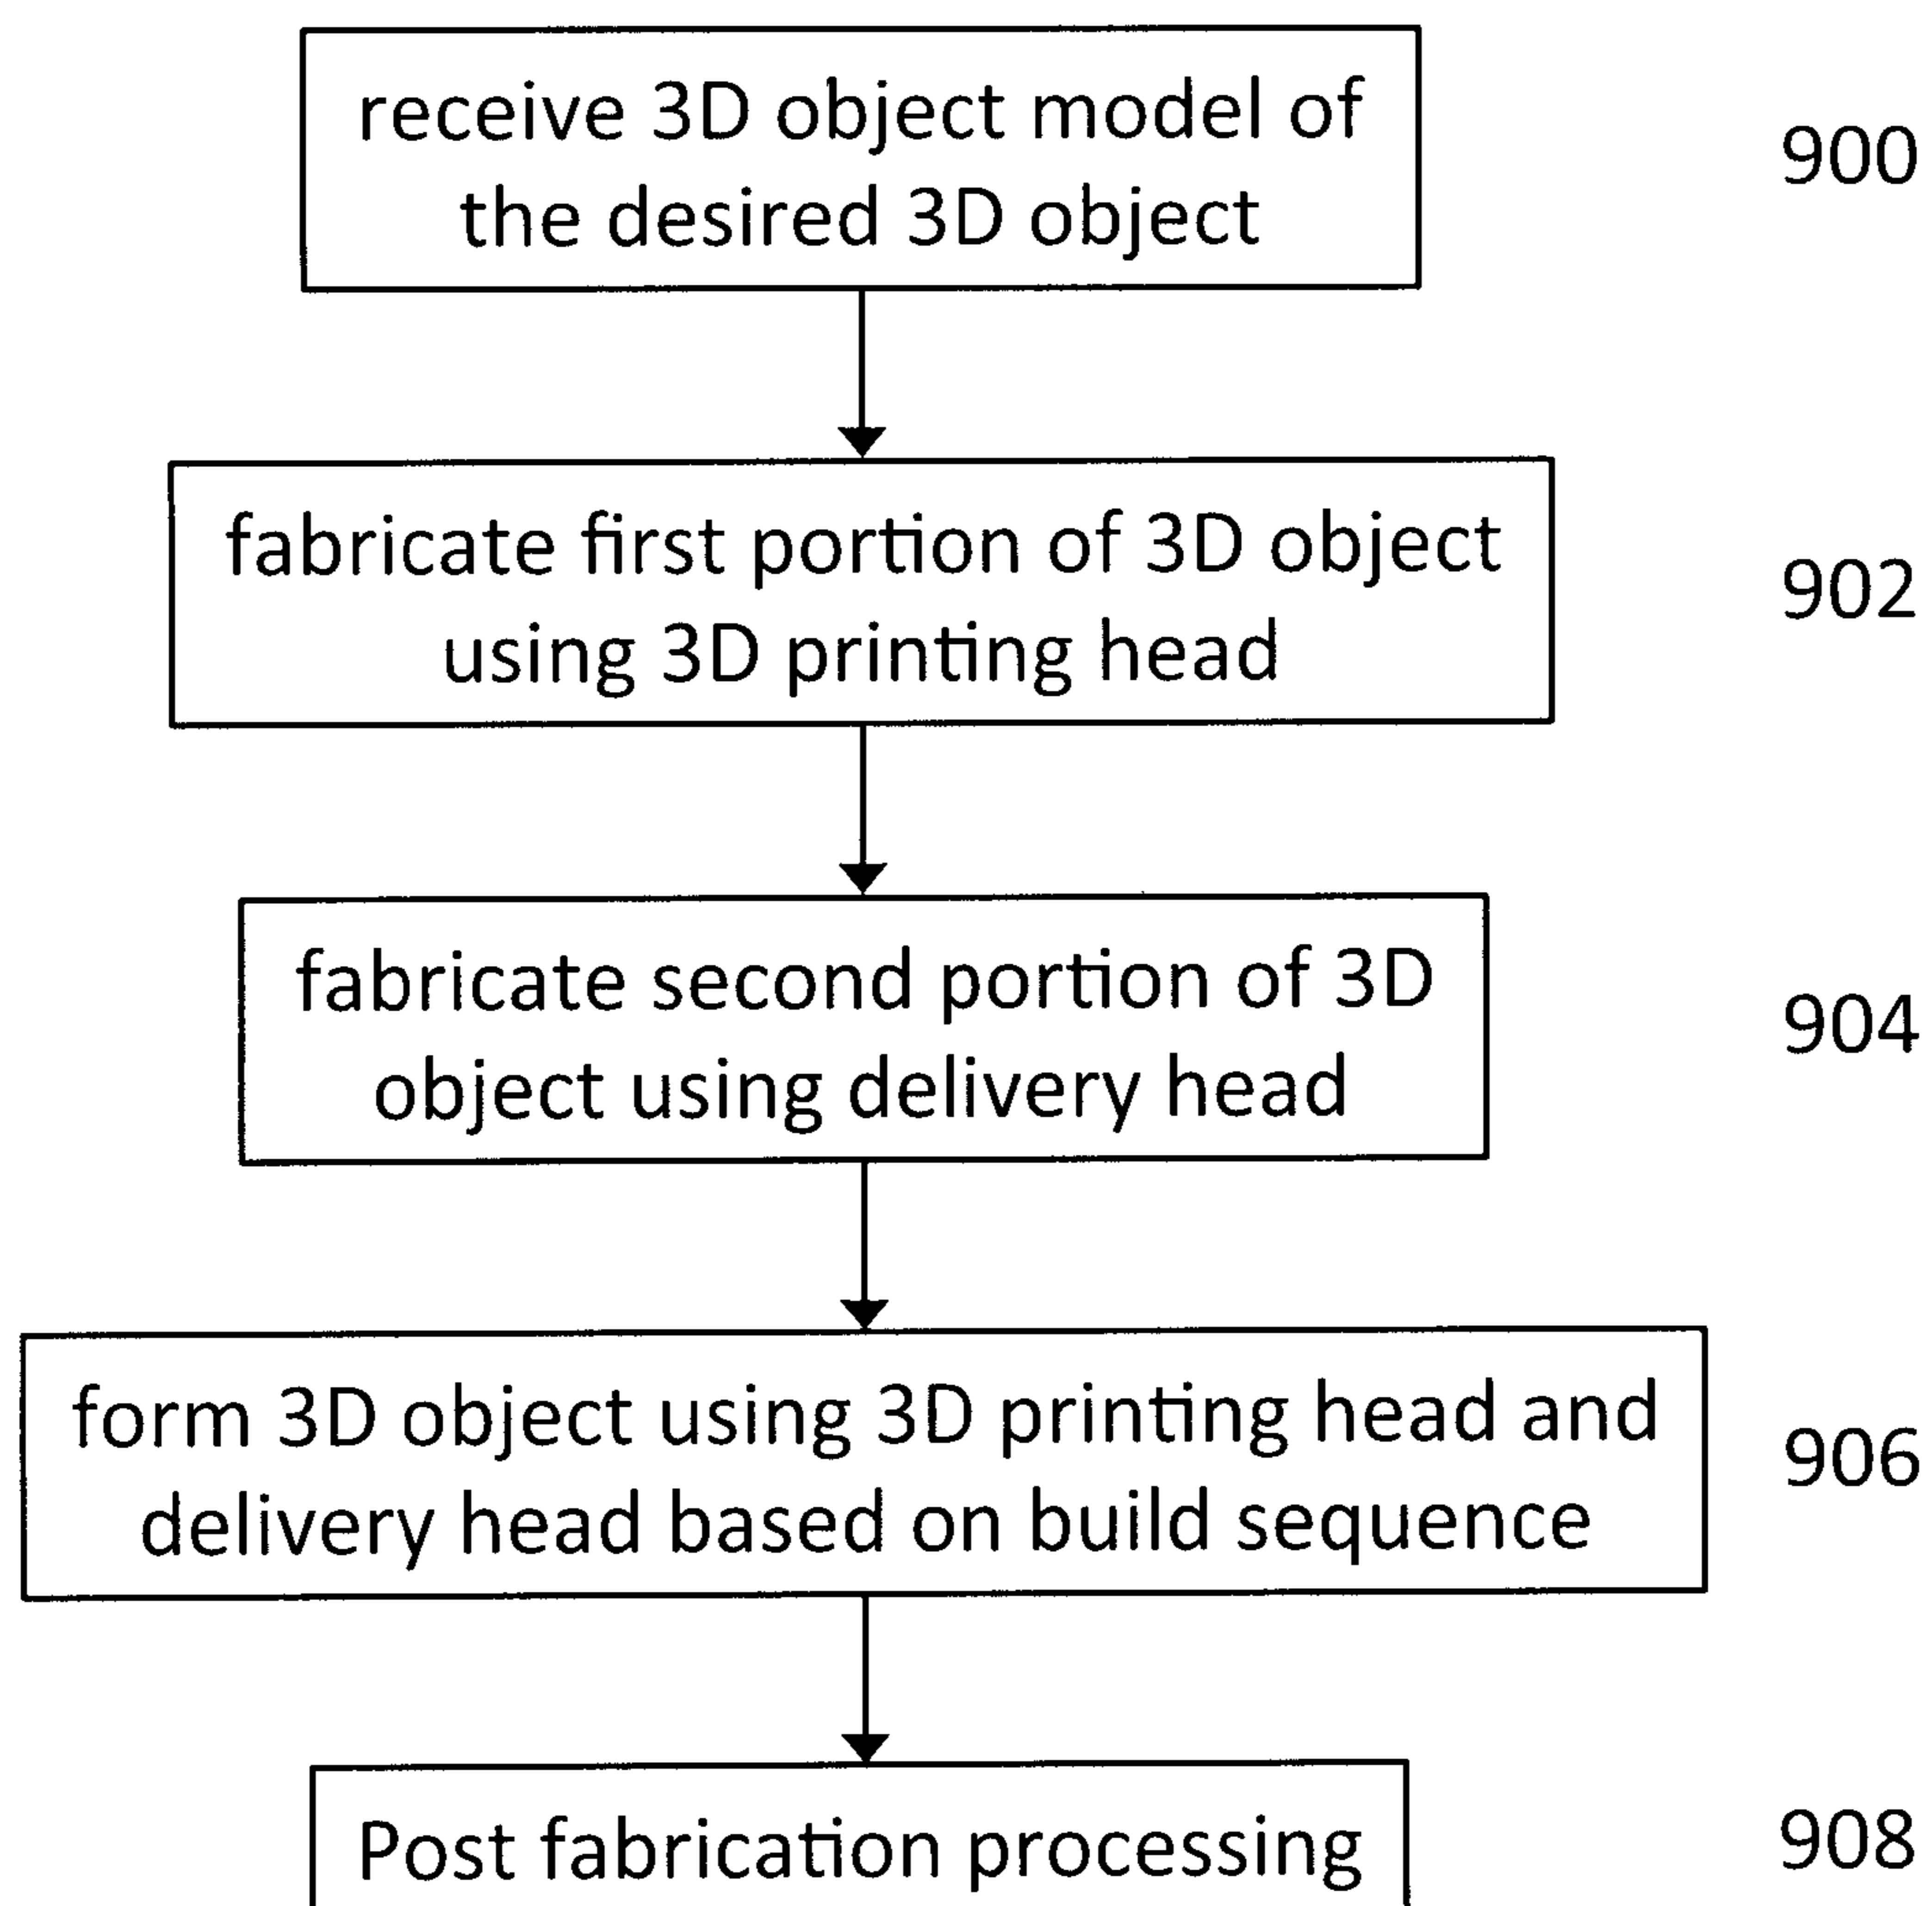 receive 3D object model of
the desired 3D object
900
fabricate first portion of 3D object
using 3D printing head
902
fabricate second portion of 3D
object using delivery head
904
form 3D object using 3D printing head and
delivery head based on build sequence
906
Post fabrication processing
908